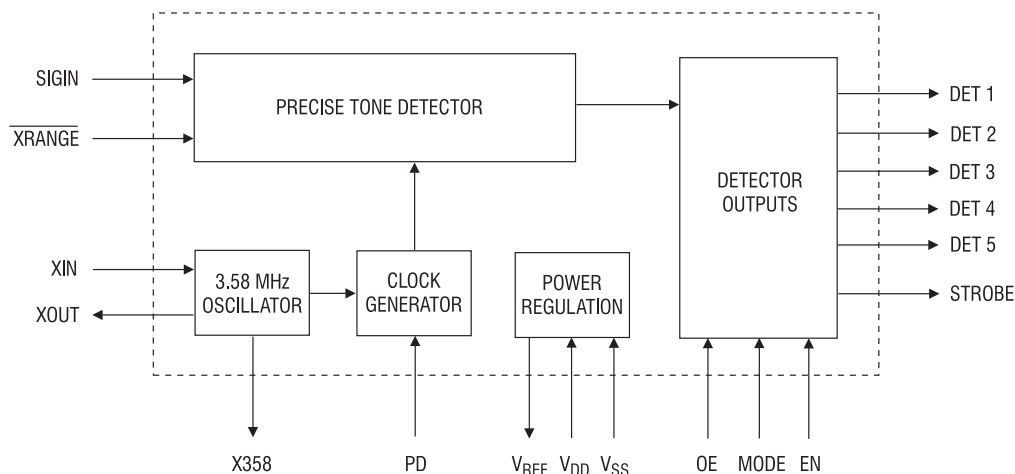 SIGIN
X̅R̅A̅N̅G̅E̅
PRECISE TONE DETECTOR
DETECTOR
OUTPUTS
DET 1
DET 2
DET 3
DET 4
DET 5
STROBE
XIN
XOUT
3.58 MHz
OSCILLATOR
CLOCK
GENERATOR
POWER
REGULATION
X358
PD
VREF
VDD
VSS
OE
MODE
EN